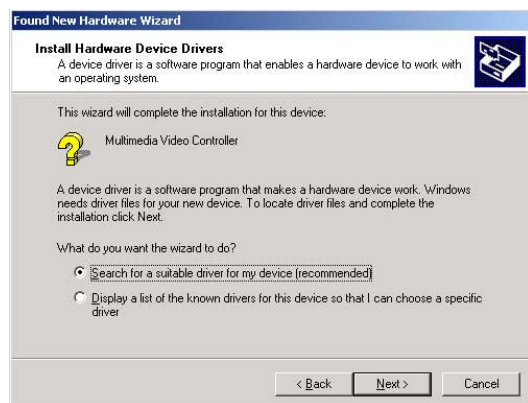 Found New Hardware Wizard
Install Hardware Device Drivers
A device driver is a software program that enables a hardware device to work with
an operating system.
This wizard will complete the installation for this device:
Multimedia Video Controller
A device driver is a software program that makes a hardware device work. Windows
needs driver files for your new device. To locate driver files and complete the
installation click Next.
What do you want the wizard to do?
Search for a suitable driver for my device (recommended)
Display a list of the known drivers for this device so that I can choose a specific
driver
< Back
Next >
Cancel